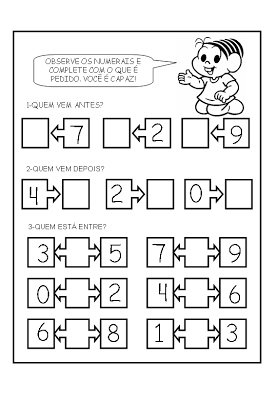 OBSERVE OS NUMERAIS E
COMPLETE COM O QUE É
PEDIDO. VOCÊ É CAPAZ!
1-QUEM VEM ANTES?
7 2 9
2-QUEM VEM DEPOIS?
4 2 0
3-QUEM ESTÁ ENTRE?
3 5 7 9
0 2 4 6
6 8 1 3